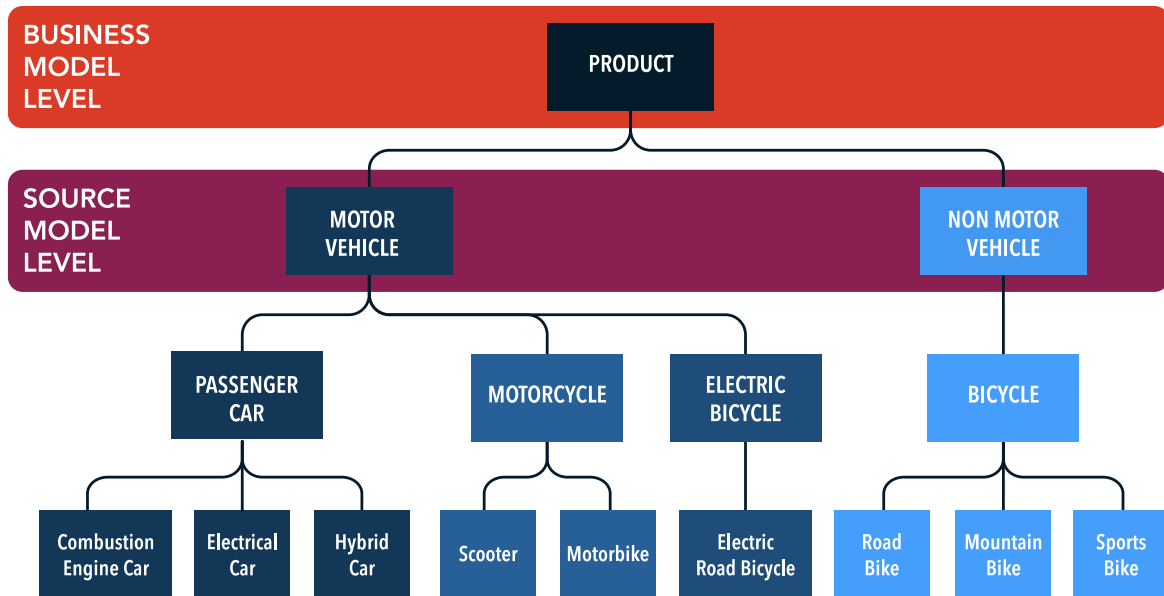 BUSINESS
MODEL
LEVEL
PRODUCT
SOURCE
MODEL
LEVEL
MOTOR
VEHICLE
NON MOTOR
VEHICLE
PASSENGER
CAR
MOTORCYCLE
ELECTRIC
BICYCLE
BICYCLE
Combustion
Engine Car
Electrical
Car
Hybrid
Car
Scooter
Motorbike
Electric
Road Bicycle
Road
Bike
Mountain
Bike
Sports
Bike